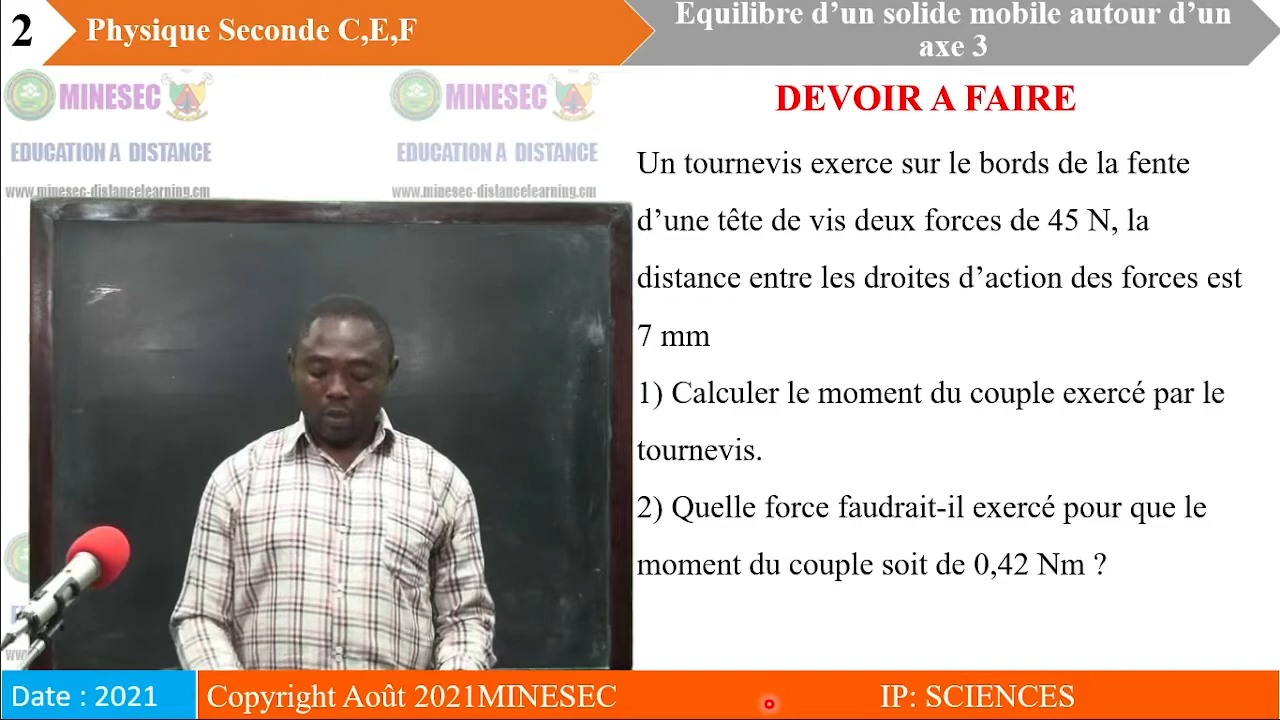 2
Physique Seconde C,E,F
Equilibre d’un solide mobile autour d’un
axe 3
MINESEC
EDUCATION A DISTANCE
www.minesec-distancelearning.cm
MINESEC
EDUCATION A DISTANCE
www.minesec-distancelearning.cm
DEVOIR A FAIRE
Un tournevis exerce sur le bords de la fente
d’une tête de vis deux forces de 45 N, la
distance entre les droites d’action des forces est
7 mm
1) Calculer le moment du couple exercé par le
tournevis.
2) Quelle force faudrait-il exercé pour que le
moment du couple soit de 0,42 Nm ?
Date : 2021
Copyright Août 2021MINESEC
IP: SCIENCES